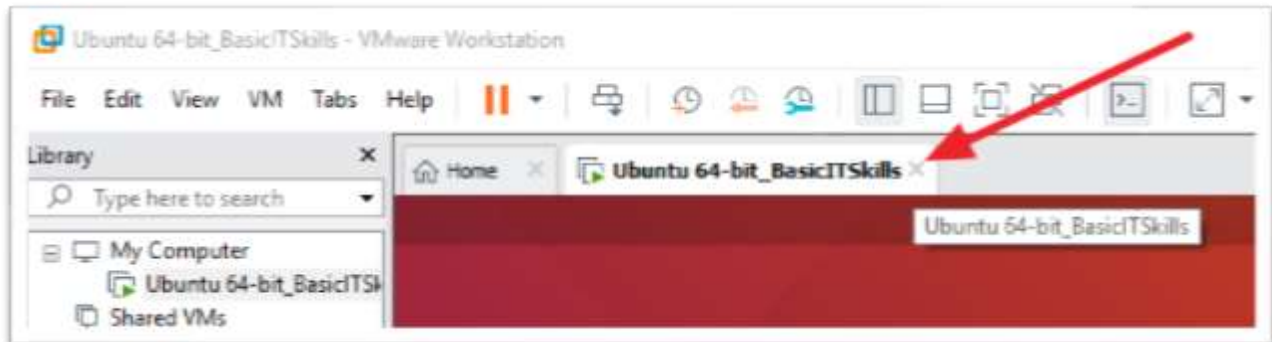 Ubuntu 64-bit_BasicITSkills - VMware Workstation
File Edit View VM Tabs Help
Library
Home
Ubuntu 64-bit_BasicITSkills
Type here to search
Ubuntu 64-bit_BasicITSkills
My Computer
Ubuntu 64-bit_BasicITSk
Shared VMs